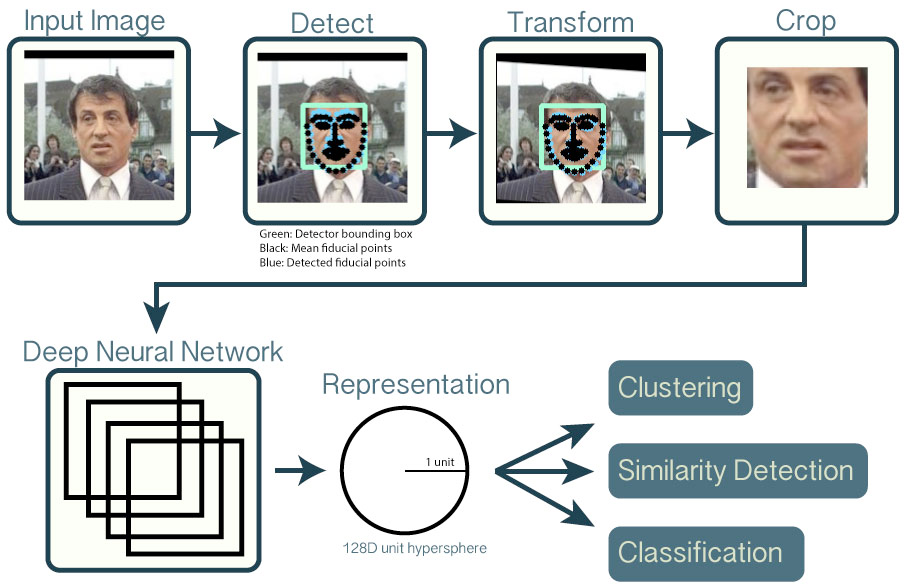 Input Image
Detect
Transform
Crop
Green: Detector bounding box
Black: Mean fiducial points
Blue: Detected fiducial points
Deep Neural Network
Representation
1 unit
128D unit hypersphere
Clustering
Similarity Detection
Classification